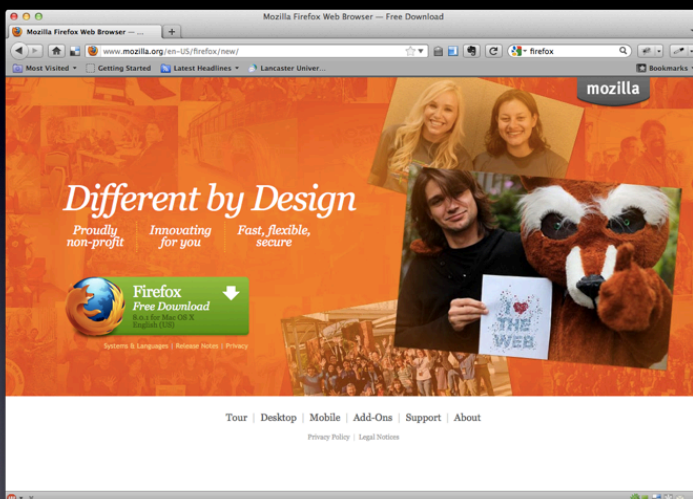 Mozilla Firefox Web Browser — Free Download
Mozilla Firefox Web Browser — ...
www.mozilla.org/en-US/firefox/new/
firefox
Most Visited
Getting Started
Latest Headlines
Lancaster Univer...
Bookmarks
mozilla
Different by Design
Proudly non-profit
Innovating for you
Fast, flexible, secure
Firefox
Free Download
8.0.1 for Mac OS X
English (US)
Systems & Languages | Release Notes | Privacy
I
THE
WEB
Tour | Desktop | Mobile | Add-Ons | Support | About
Privacy Policy | Legal Notices